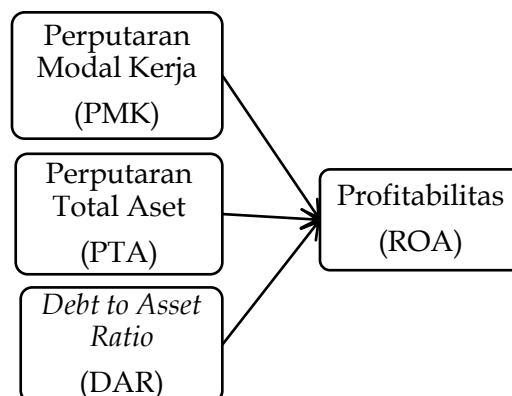 Perputaran
Modal Kerja
(PMK)
Perputaran
Total Aset
(PTA)
Debt to Asset
Ratio
(DAR)
Profitabilitas
(ROA)